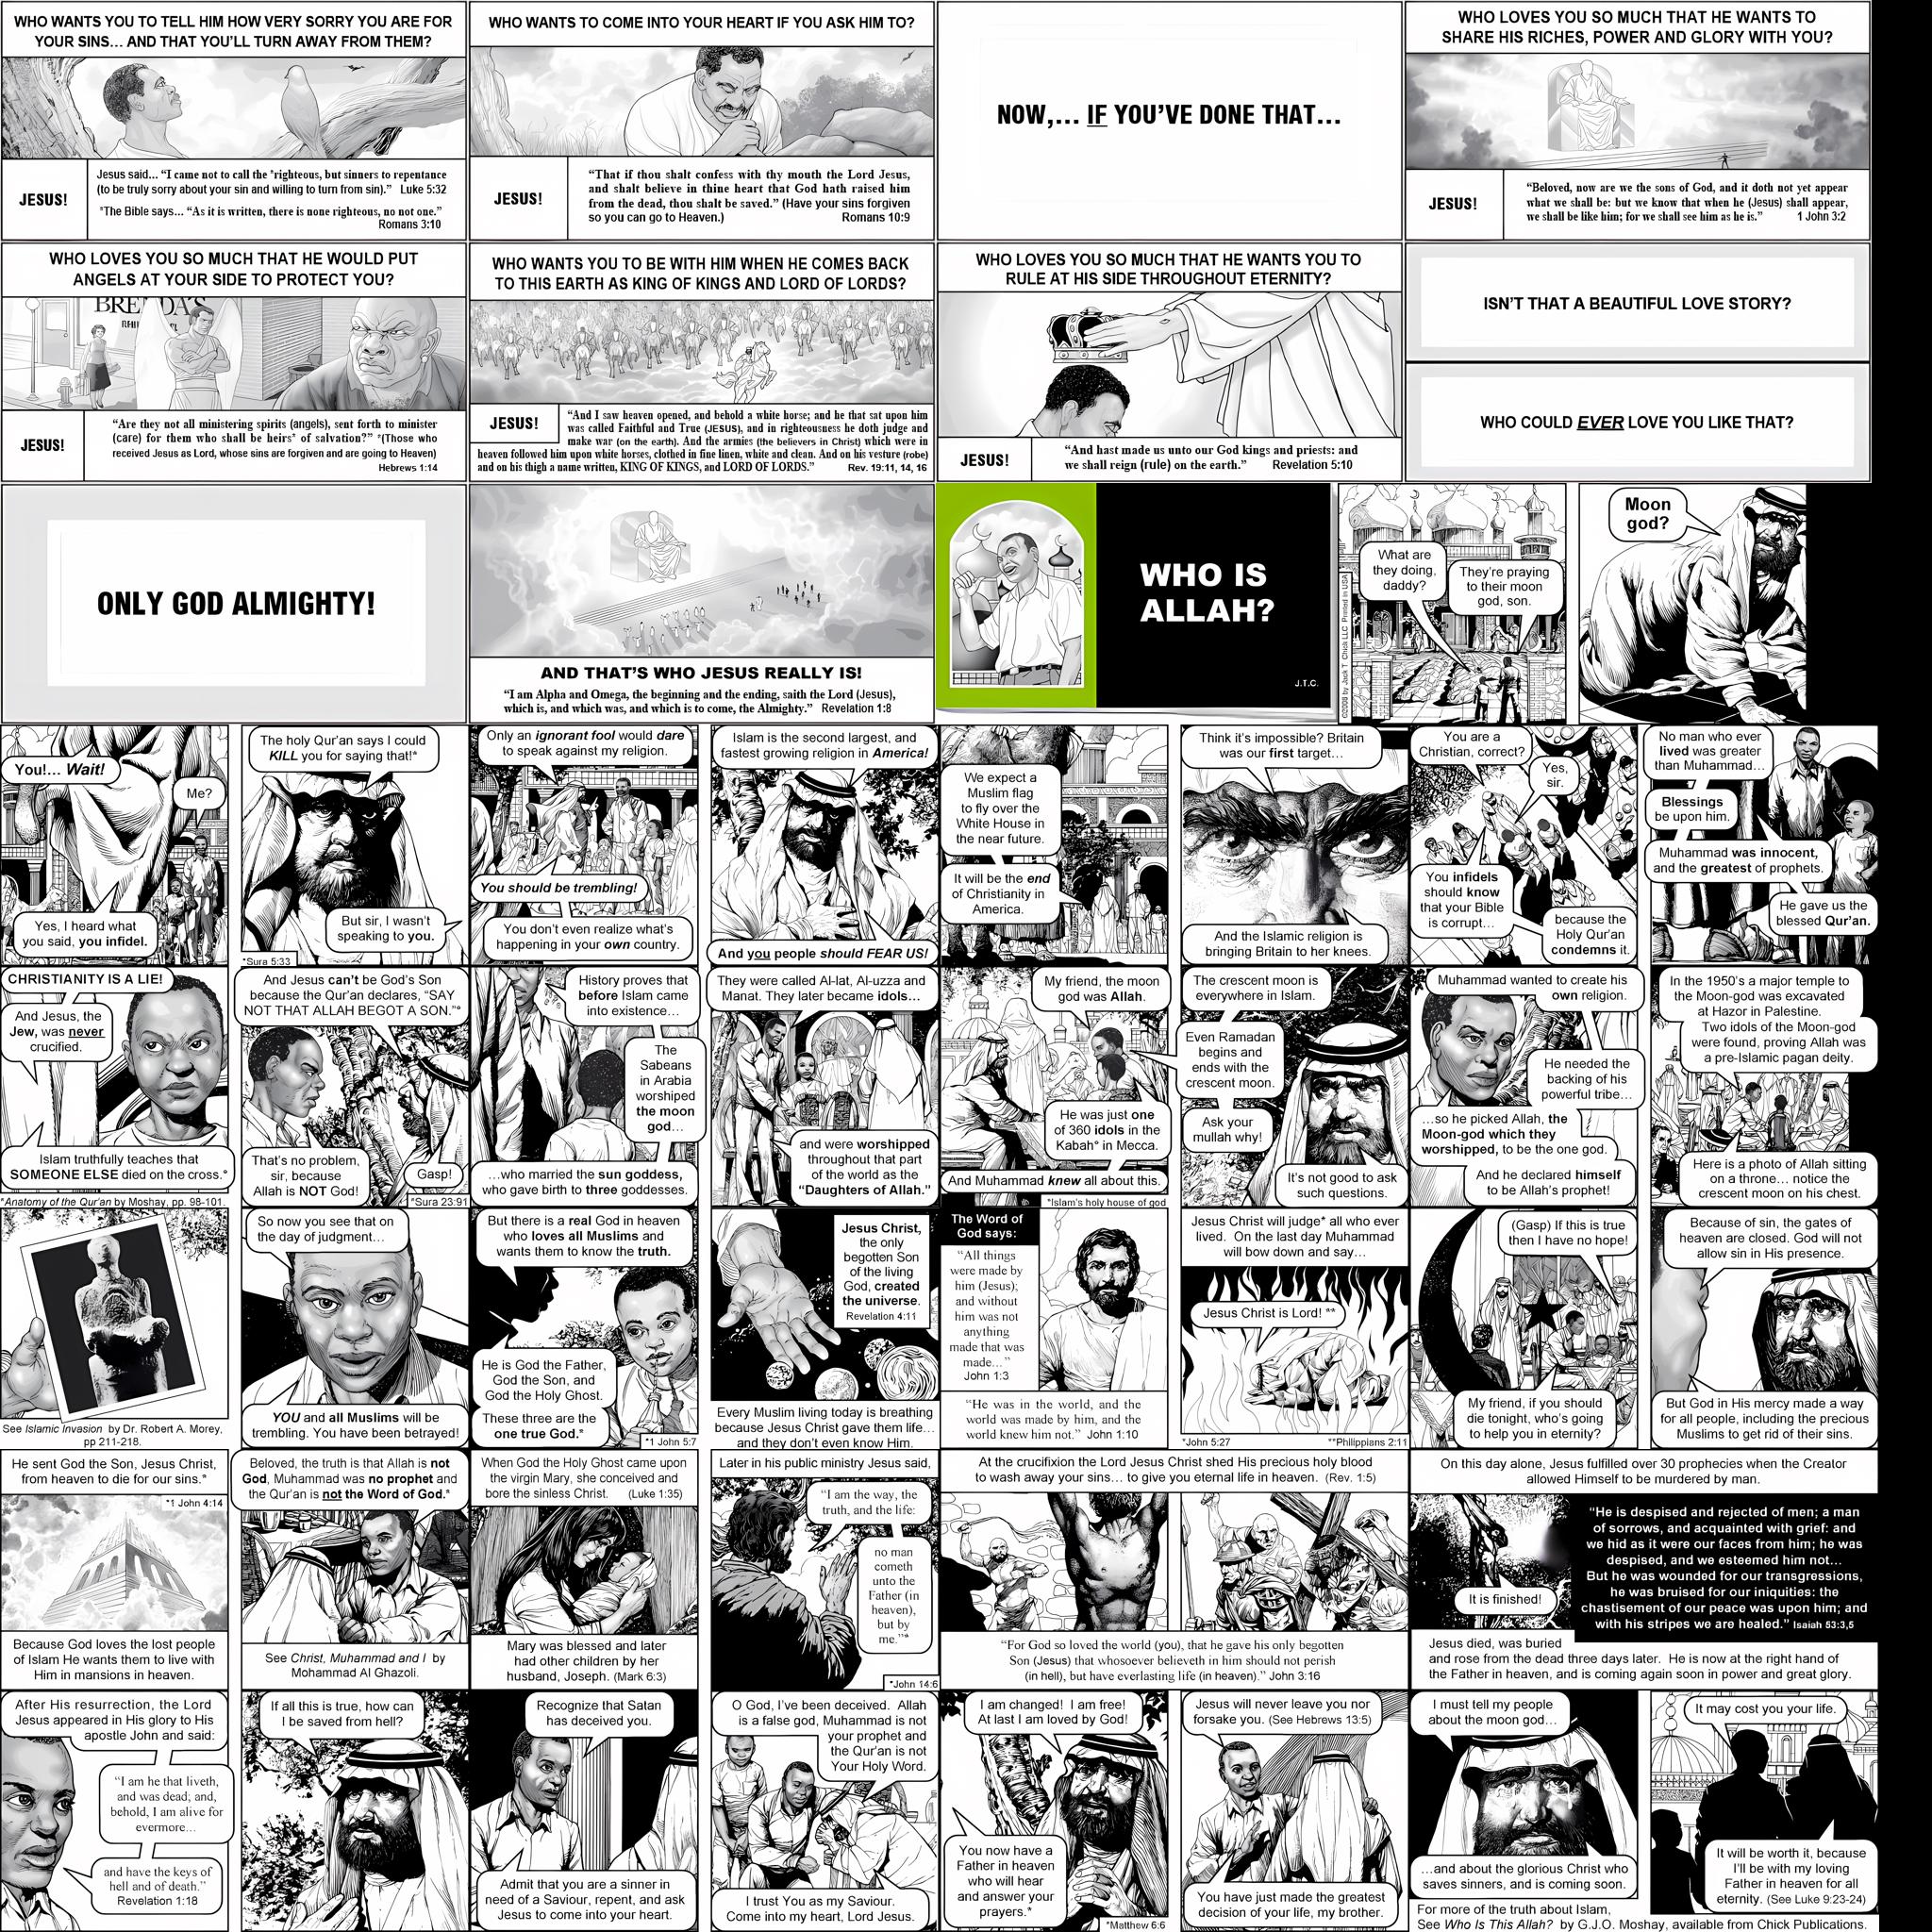 WHO WANTS YOU TO TELL HIM HOW VERY SORRY YOU ARE FOR
YOUR SINS... AND THAT YOU'LL TURN AWAY FROM THEM?
JESUS!
Jesus said... "I came not to call the *righteous, but sinners to repentance
(to be truly sorry about your sin and willing to turn from sin)." Luke 5:32
*The Bible says... "As it is written, there is none righteous, no not one."
Romans 3:10
WHO WANTS TO COME INTO YOUR HEART IF YOU ASK HIM TO?
JESUS!
"That if thou shalt confess with thy mouth the Lord Jesus,
and shalt believe in thine heart that God hath raised him
from the dead, thou shalt be saved." (Have your sins forgiven
so you can go to Heaven.) Romans 10:9
NOW,... IF YOU'VE DONE THAT...
WHO LOVES YOU SO MUCH THAT HE WANTS TO
SHARE HIS RICHES, POWER AND GLORY WITH YOU?
JESUS!
"Beloved, now are we the sons of God, and it doth not yet appear
what we shall be: but we know that when he (Jesus) shall appear,
we shall be like him; for we shall see him as he is." 1 John 3:2
WHO LOVES YOU SO MUCH THAT HE WOULD PUT
ANGELS AT YOUR SIDE TO PROTECT YOU?
BRENDA'S
JESUS!
"Are they not all ministering spirits (angels), sent forth to minister
(care) for them who shall be heirs* of salvation?" *(Those who
received Jesus as Lord, whose sins are forgiven and are going to Heaven)
Hebrews 1:14
WHO WANTS YOU TO BE WITH HIM WHEN HE COMES BACK
TO THIS EARTH AS KING OF KINGS AND LORD OF LORDS?
JESUS!
"And I saw heaven opened, and behold a white horse; and he that sat upon him
was called Faithful and True (JESUS), and in righteousness he doth judge and
make war (on the earth). And the armies (the believers in Christ) which were in
heaven followed him upon white horses, clothed in fine linen, white and clean. And on his vesture (robe)
and on his thigh a name written, KING OF KINGS, and LORD OF LORDS." Rev. 19:11, 14, 16
WHO LOVES YOU SO MUCH THAT HE WANTS YOU TO
RULE AT HIS SIDE THROUGHOUT ETERNITY?
JESUS!
"And hast made us unto our God kings and priests: and
we shall reign (rule) on the earth." Revelation 5:10
ISN'T THAT A BEAUTIFUL LOVE STORY?
WHO COULD EVER LOVE YOU LIKE THAT?
ONLY GOD ALMIGHTY!
AND THAT'S WHO JESUS REALLY IS!
"I am Alpha and Omega, the beginning and the ending, saith the Lord (Jesus),
which is, and which was, and which is to come, the Almighty." Revelation 1:8
WHO IS
ALLAH?
J.T.C.
©2008 by Jack T. Chick LLC Printed in USA
What are
they doing,
daddy?
They're praying
to their moon
god, son.
Moon
god?
You!... Wait!
Me?
Yes, I heard what
you said, you infidel.
The holy Qur'an says I could
KILL you for saying that!*
But sir, I wasn't
speaking to you.
*Sura 5:33
Only an ignorant fool would dare
to speak against my religion.
You should be trembling!
You don't even realize what's
happening in your own country.
Islam is the second largest, and
fastest growing religion in America!
And you people should FEAR US!
We expect a
Muslim flag
to fly over the
White House in
the near future.
It will be the end
of Christianity in
America.
Think it's impossible? Britain
was our first target...
And the Islamic religion is
bringing Britain to her knees.
You are a
Christian, correct?
Yes,
sir.
You infidels
should know
that your Bible
is corrupt...
because the
Holy Qur'an
condemns it.
No man who ever
lived was greater
than Muhammad...
Blessings
be upon him.
Muhammad was innocent,
and the greatest of prophets.
He gave us the
blessed Qur'an.
CHRISTIANITY IS A LIE!
And Jesus, the
Jew, was never
crucified.
Islam truthfully teaches that
SOMEONE ELSE died on the cross.*
*Anatomy of the Qur'an by Moshay, pp. 98-101
And Jesus can't be God's Son
because the Qur'an declares, "SAY
NOT THAT ALLAH BEGOT A SON."*
That's no problem,
sir, because
Allah is NOT God!
Gasp!
*Sura 23:91
History proves that
before Islam came
into existence...
The
Sabeans
in Arabia
worshiped
the moon
god...
...who married the sun goddess,
who gave birth to three goddesses.
They were called Al-lat, Al-uzza and
Manat. They later became idols...
and were worshipped
throughout that part
of the world as the
"Daughters of Allah."
My friend, the moon
god was Allah.
He was just one
of 360 idols in the
Kabah* in Mecca.
And Muhammad knew all about this.
*Islam's holy house of god
The crescent moon is
everywhere in Islam.
Even Ramadan
begins and
ends with the
crescent moon.
Ask your
mullah why!
It's not good to ask
such questions.
Muhammad wanted to create his
own religion.
He needed the
backing of his
powerful tribe...
...so he picked Allah, the
Moon-god which they
worshipped, to be the one god.
And he declared himself
to be Allah's prophet!
In the 1950's a major temple to
the Moon-god was excavated
at Hazor in Palestine.
Two idols of the Moon-god
were found, proving Allah was
a pre-Islamic pagan deity.
Here is a photo of Allah sitting
on a throne... notice the
crescent moon on his chest.
See Islamic Invasion by Dr. Robert A. Morey,
pp 211-218.
So now you see that on
the day of judgment...
YOU and all Muslims will be
trembling. You have been betrayed!
But there is a real God in heaven
who loves all Muslims and
wants them to know the truth.
He is God the Father,
God the Son, and
God the Holy Ghost.
These three are the
one true God.*
*1 John 5:7
Jesus Christ,
the only
begotten Son
of the living
God, created
the universe.
Revelation 4:11
Every Muslim living today is breathing
because Jesus Christ gave them life...
and they don't even know Him.
The Word of
God says:
"All things
were made by
him (Jesus);
and without
him was not
anything
made that was
made..."
John 1:3
"He was in the world, and the
world was made by him, and the
world knew him not." John 1:10
Jesus Christ will judge* all who ever
lived. On the last day Muhammad
will bow down and say...
Jesus Christ is Lord! **
*John 5:27 **Philippians 2:11
(Gasp) If this is true
then I have no hope!
My friend, if you should
die tonight, who's going
to help you in eternity?
Because of sin, the gates of
heaven are closed. God will not
allow sin in His presence.
But God in His mercy made a way
for all people, including the precious
Muslims to get rid of their sins.
He sent God the Son, Jesus Christ,
from heaven to die for our sins.*
*1 John 4:14
Because God loves the lost people
of Islam He wants them to live with
Him in mansions in heaven.
Beloved, the truth is that Allah is not
God, Muhammad was no prophet and
the Qur'an is not the Word of God.*
See Christ, Muhammad and I by
Mohammad Al Ghazoli.
When God the Holy Ghost came upon
the virgin Mary, she conceived and
bore the sinless Christ. (Luke 1:35)
Mary was blessed and later
had other children by her
husband, Joseph. (Mark 6:3)
Later in his public ministry Jesus said,
"I am the way, the
truth, and the life:
no man
cometh
unto the
Father (in
heaven),
but by
me."*
*John 14:6
At the crucifixion the Lord Jesus Christ shed His precious holy blood
to wash away your sins... to give you eternal life in heaven. (Rev. 1:5)
"For God so loved the world (you), that he gave his only begotten
Son (Jesus) that whosoever believeth in him should not perish
(in hell), but have everlasting life (in heaven)." John 3:16
On this day alone, Jesus fulfilled over 30 prophecies when the Creator
allowed Himself to be murdered by man.
It is finished!
"He is despised and rejected of men; a man
of sorrows, and acquainted with grief: and
we hid as it were our faces from him; he was
despised, and we esteemed him not...
But he was wounded for our transgressions,
he was bruised for our iniquities: the
chastisement of our peace was upon him; and
with his stripes we are healed." Isaiah 53:3,5
Jesus died, was buried
and rose from the dead three days later. He is now at the right hand of
the Father in heaven, and is coming again soon in power and great glory.
After His resurrection, the Lord
Jesus appeared in His glory to His
apostle John and said:
"I am he that liveth,
and was dead; and,
behold, I am alive for
evermore...
and have the keys of
hell and of death."
Revelation 1:18
If all this is true, how can
I be saved from hell?
Recognize that Satan
has deceived you.
Admit that you are a sinner in
need of a Saviour, repent, and ask
Jesus to come into your heart.
O God, I've been deceived. Allah
is a false god, Muhammad is not
your prophet and
the Qur'an is not
Your Holy Word.
I trust You as my Saviour.
Come into my heart, Lord Jesus.
I am changed! I am free!
At last I am loved by God!
You now have a
Father in heaven
who will hear
and answer your
prayers.*
*Matthew 6:6
Jesus will never leave you nor
forsake you. (See Hebrews 13:5)
You have just made the greatest
decision of your life, my brother.
I must tell my people
about the moon god...
...and about the glorious Christ who
saves sinners, and is coming soon.
It may cost you your life.
It will be worth it, because
I'll be with my loving
Father in heaven for all
eternity. (See Luke 9:23-24)
For more of the truth about Islam,
See Who Is This Allah? by G.J.O. Moshay, available from Chick Publications.